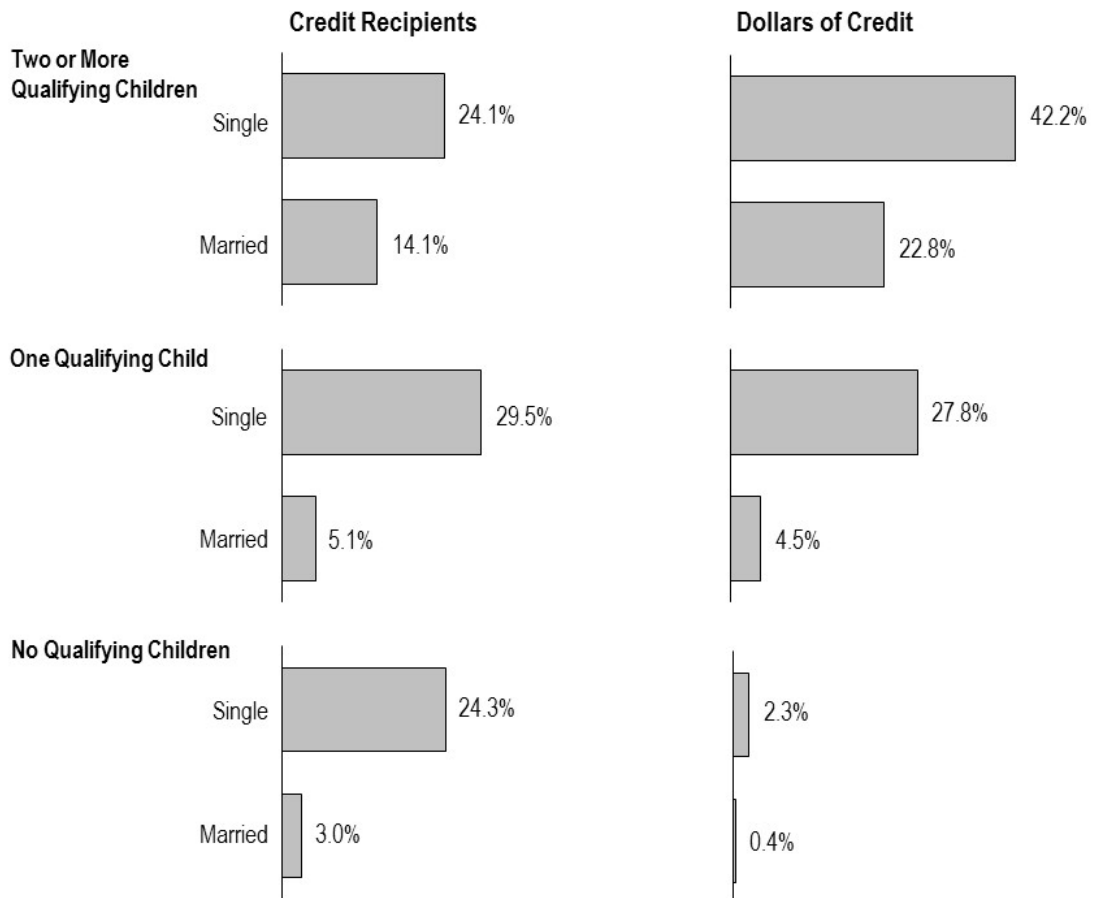 Credit Recipients
Dollars of Credit
Two or More
Qualifying Children
Single
24.1%
42.2%
Married
14.1%
22.8%
One Qualifying Child
Single
29.5%
27.8%
Married
5.1%
4.5%
No Qualifying Children
Single
24.3%
2.3%
Married
3.0%
0.4%